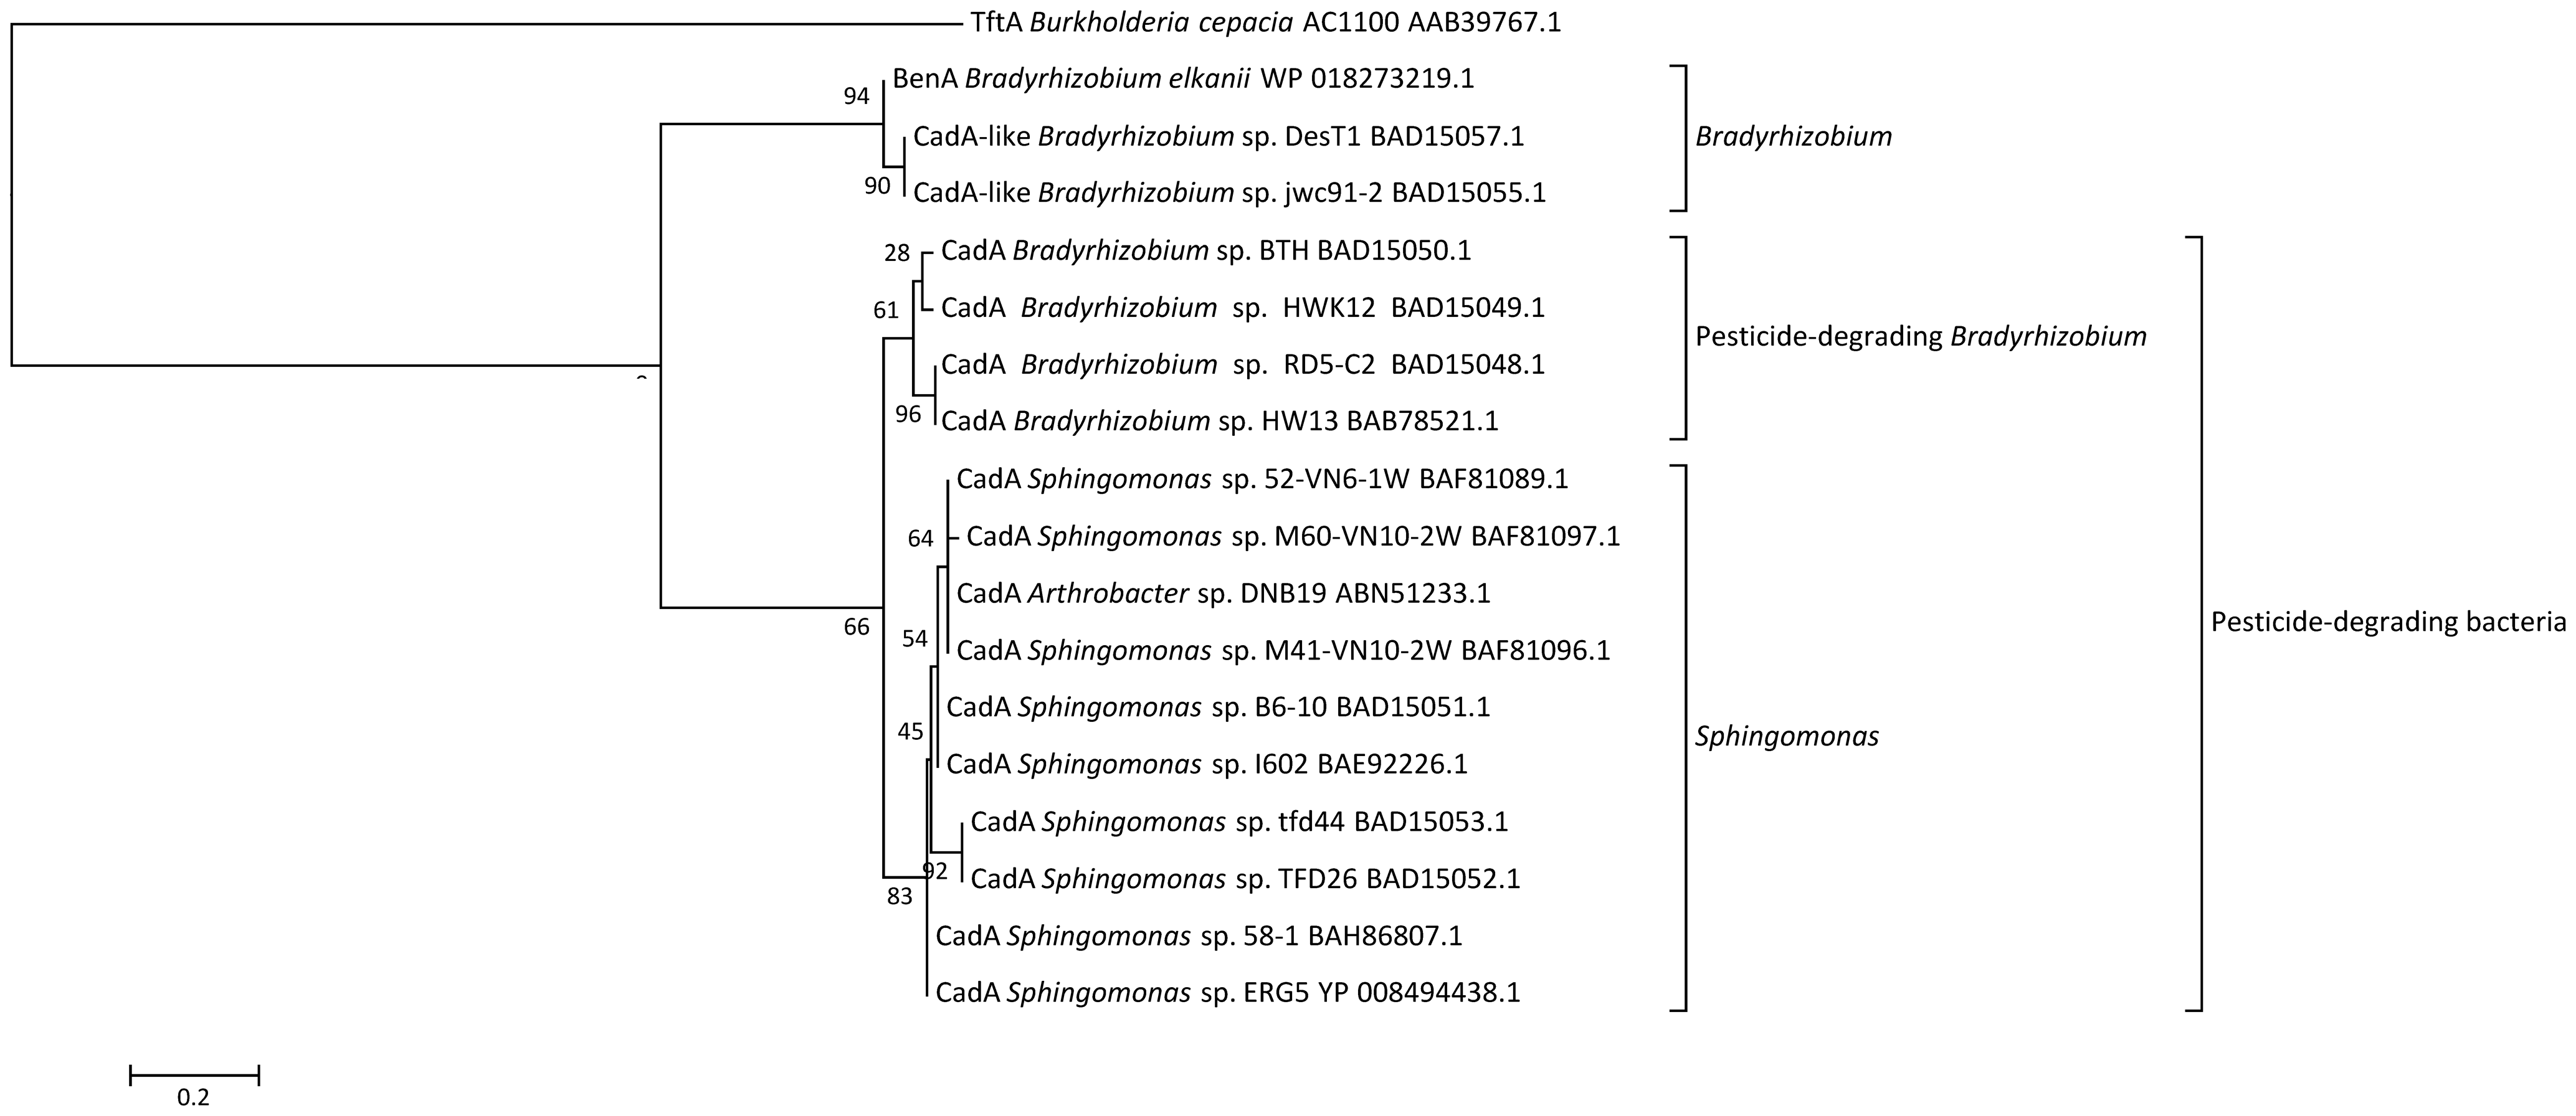 TftA Burkholderia cepacia AC1100 AAB39767.1
BenA Bradyrhizobium elkanii WP 018273219.1
94
CadA-like Bradyrhizobium sp. DesT1 BAD15057.1
Bradyrhizobium
90
CadA-like Bradyrhizobium sp. jwc91-2 BAD15055.1
28
CadA Bradyrhizobium sp. BTH BAD15050.1
61
CadA Bradyrhizobium sp. HWK12 BAD15049.1
Pesticide-degrading Bradyrhizobium
CadA Bradyrhizobium sp. RD5-C2 BAD15048.1
96
CadA Bradyrhizobium sp. HW13 BAB78521.1
CadA Sphingomonas sp. 52-VN6-1W BAF81089.1
64
CadA Sphingomonas sp. M60-VN10-2W BAF81097.1
CadA Arthrobacter sp. DNB19 ABN51233.1
66
54
Pesticide-degrading bacteria
CadA Sphingomonas sp. M41-VN10-2W BAF81096.1
CadA Sphingomonas sp. B6-10 BAD15051.1
45
Sphingomonas
CadA Sphingomonas sp. I602 BAE92226.1
CadA Sphingomonas sp. tfd44 BAD15053.1
92
CadA Sphingomonas sp. TFD26 BAD15052.1
83
CadA Sphingomonas sp. 58-1 BAH86807.1
CadA Sphingomonas sp. ERG5 YP 008494438.1
0.2